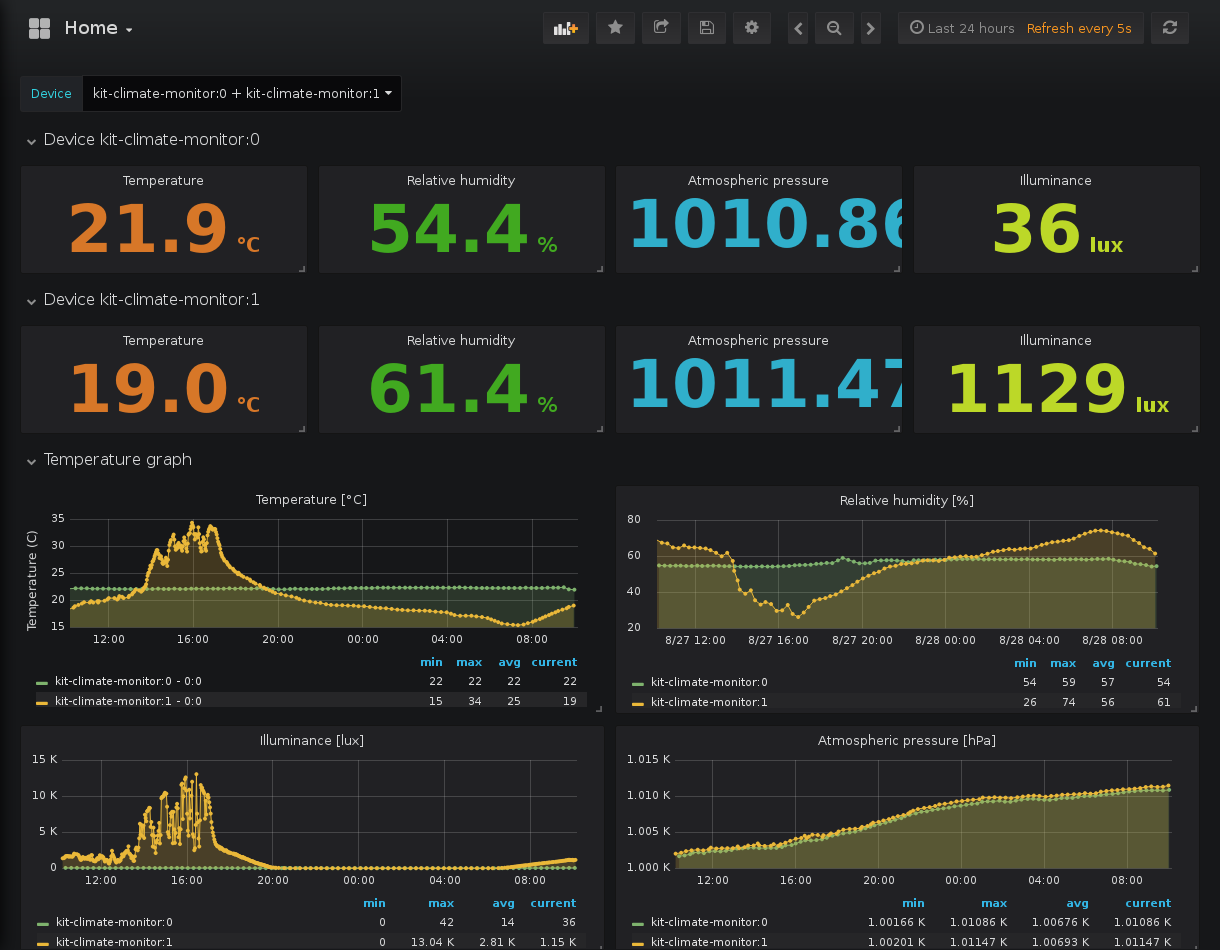 Home
Last 24 hours Refresh every 5s
Device kit-climate-monitor:0 + kit-climate-monitor:1
Device kit-climate-monitor:0
Temperature Relative humidity Atmospheric pressure Illuminance
21.9 °C 54.4 % 1010.86 36 lux
Device kit-climate-monitor:1
Temperature Relative humidity Atmospheric pressure Illuminance
19.0 °C 61.4 % 1011.47 1129 lux
Temperature graph
Temperature [°C]
Temperature (C)
35
30
25
20
15
12:00 16:00 20:00 00:00 04:00 08:00
min max avg current
kit-climate-monitor:0 - 0:0 22 22 22 22
kit-climate-monitor:1 - 0:0 15 34 25 19
Relative humidity [%]
80
60
40
20
8/27 12:00 8/27 16:00 8/27 20:00 8/28 00:00 8/28 04:00 8/28 08:00
min max avg current
kit-climate-monitor:0 54 59 57 54
kit-climate-monitor:1 26 74 56 61
Illuminance [lux]
15 K
10 K
5 K
0
12:00 16:00 20:00 00:00 04:00 08:00
min max avg current
kit-climate-monitor:0 0 42 14 36
kit-climate-monitor:1 0 13.04 K 2.81 K 1.15 K
Atmospheric pressure [hPa]
1.015 K
1.010 K
1.005 K
1.000 K
12:00 16:00 20:00 00:00 04:00 08:00
min max avg current
kit-climate-monitor:0 1.00166 K 1.01086 K 1.00676 K 1.01086 K
kit-climate-monitor:1 1.00201 K 1.01147 K 1.00693 K 1.01147 K